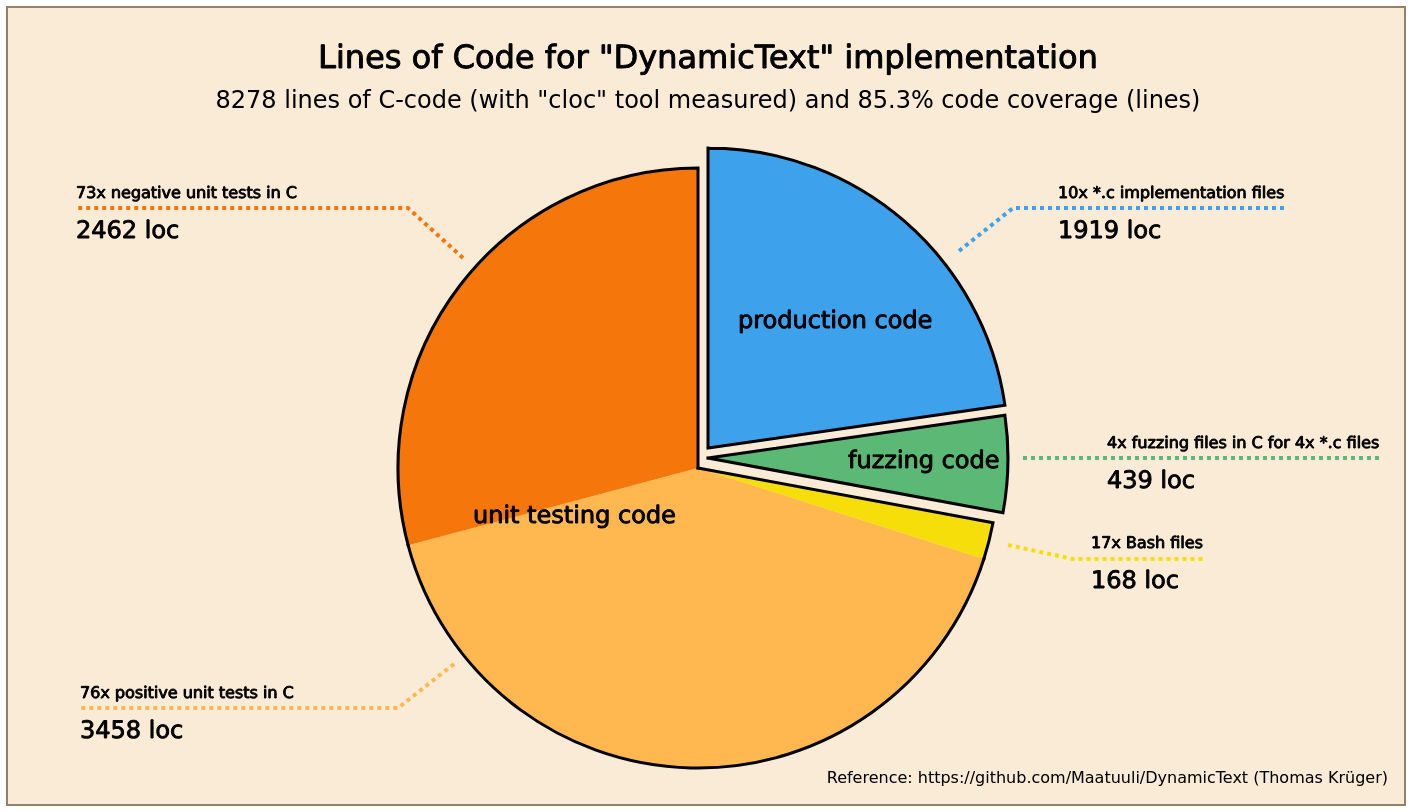 Lines of Code for "DynamicText" implementation
8278 lines of C-code (with "cloc" tool measured) and 85.3% code coverage (lines)
73x negative unit tests in C
2462 loc
10x *.c implementation files
1919 loc
production code
4x fuzzing files in C for 4x *.c files
fuzzing code
439 loc
unit testing code
17x Bash files
168 loc
76x positive unit tests in C
3458 loc
Reference: https://github.com/Maatuuli/DynamicText (Thomas Krüger)